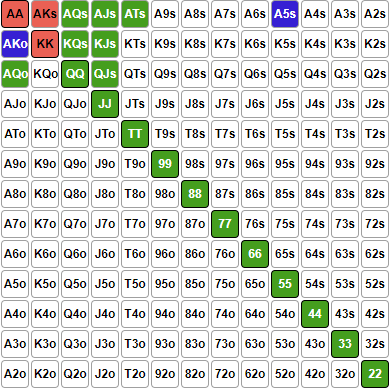 AA AKs AQs AJs ATs A9s A8s A7s A6s A5s A4s A3s A2s
AKo KK KQs KJs KTs K9s K8s K7s K6s K5s K4s K3s K2s
AQo KQo QQ QJs QTs Q9s Q8s Q7s Q6s Q5s Q4s Q3s Q2s
AJo KJo QJo JJ JTs J9s J8s J7s J6s J5s J4s J3s J2s
ATo KTo QTo JTo TT T9s T8s T7s T6s T5s T4s T3s T2s
A9o K9o Q9o J9o T9o 99 98s 97s 96s 95s 94s 93s 92s
A8o K8o Q8o J8o T8o 98o 88 87s 86s 85s 84s 83s 82s
A7o K7o Q7o J7o T7o 97o 87o 77 76s 75s 74s 73s 72s
A6o K6o Q6o J6o T6o 96o 86o 76o 66 65s 64s 63s 62s
A5o K5o Q5o J5o T5o 95o 85o 75o 65o 55 54s 53s 52s
A4o K4o Q4o J4o T4o 94o 84o 74o 64o 54o 44 43s 42s
A3o K3o Q3o J3o T3o 93o 83o 73o 63o 53o 43o 33 32s
A2o K2o Q2o J2o T2o 92o 82o 72o 62o 52o 42o 32o 22